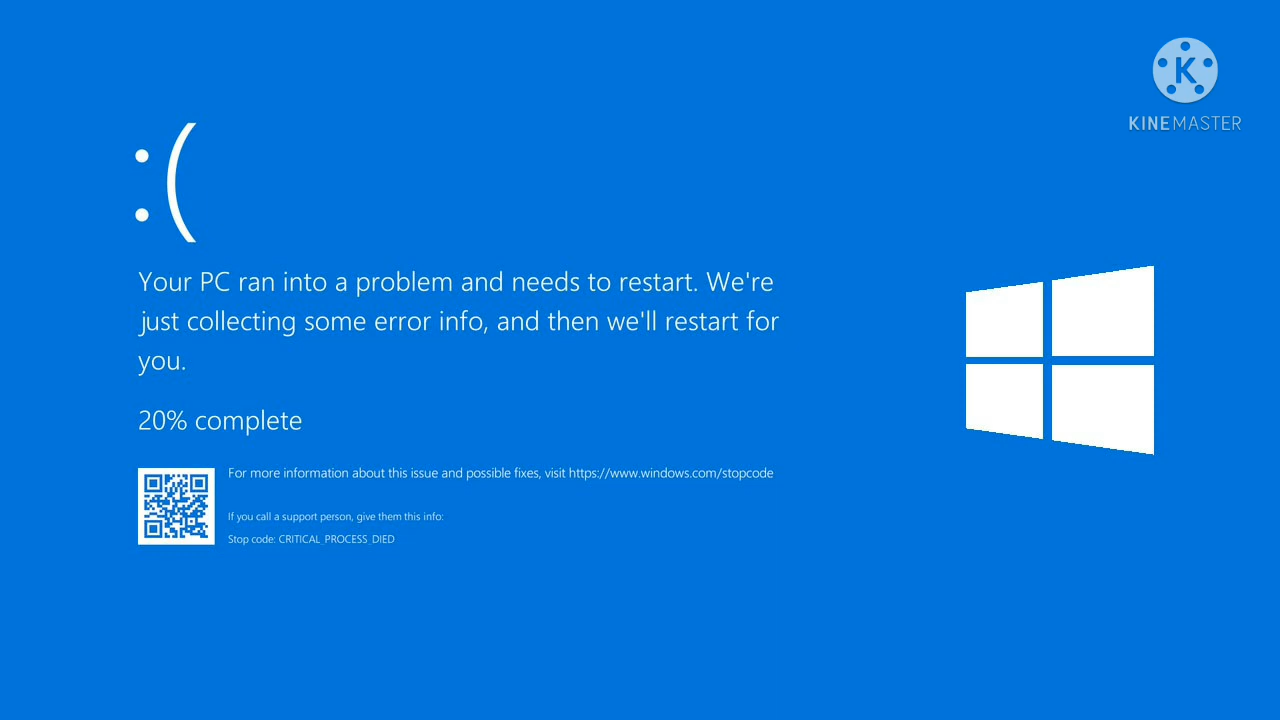 K
KINEMASTER
:(
Your PC ran into a problem and needs to restart. We're
just collecting some error info, and then we'll restart for
you.
20% complete
For more information about this issue and possible fixes, visit https://www.windows.com/stopcode
If you call a support person, give them this info:
Stop code: CRITICAL_PROCESS_DIED